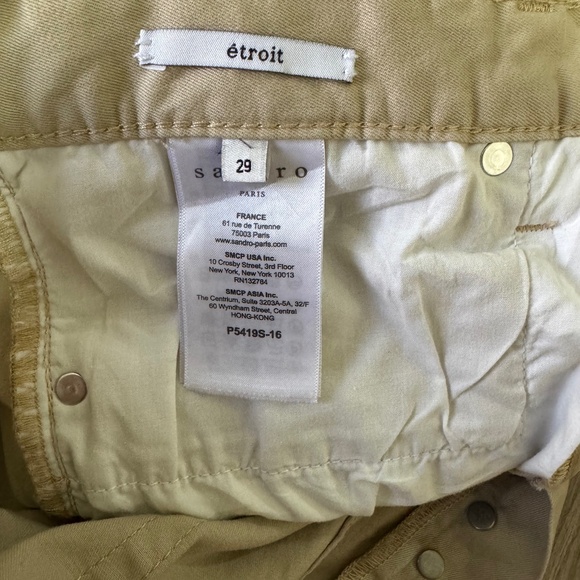 étroit
29
sandro
PARIS
FRANCE
61 rue de Turenne
75003 Paris
www.sandro-paris.com
SMCP USA Inc.
10 Crosby Street, 3rd Floor
New York, New York 10013
RN132784
SMCP ASIA Inc.
The Centrium, Suite 3203A-5A, 32/F
60 Wyndham Street, Central
HONG-KONG
P5419S-16